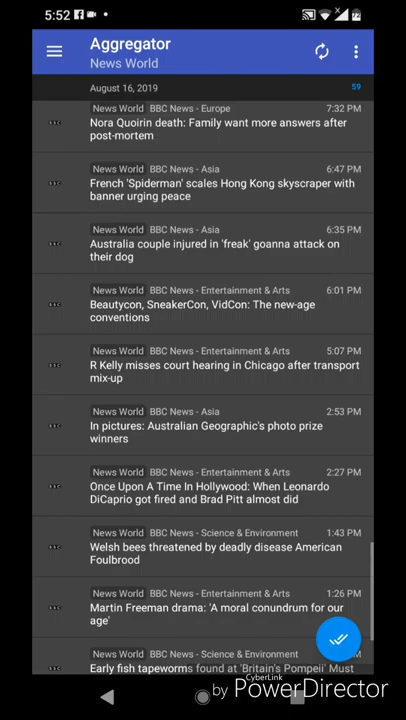 5:52
72
Aggregator
News World
August 16, 2019
59
News World BBC News - Europe 7:32 PM
Nora Quoirin death: Family want more answers after
post-mortem
News World BBC News - Asia 6:47 PM
French 'Spiderman' scales Hong Kong skyscraper with
banner urging peace
News World BBC News - Asia 6:35 PM
Australia couple injured in 'freak' goanna attack on
their dog
News World BBC News - Entertainment & Arts 6:01 PM
Beautycon, SneakerCon, VidCon: The new-age
conventions
News World BBC News - Entertainment & Arts 5:07 PM
R Kelly misses court hearing in Chicago after transport
mix-up
News World BBC News - Asia 2:53 PM
In pictures: Australian Geographic's photo prize
winners
News World BBC News - Entertainment & Arts 2:27 PM
Once Upon A Time In Hollywood: When Leonardo
DiCaprio got fired and Brad Pitt almost did
News World BBC News - Science & Environment 1:43 PM
Welsh bees threatened by deadly disease American
Foulbrood
News World BBC News - Entertainment & Arts 1:26 PM
Martin Freeman drama: 'A moral conundrum for our
age'
News World BBC News - Science & Environment
Early fish tapeworms found at 'Britain's Pompeii' Must
CyberLink
by PowerDirector